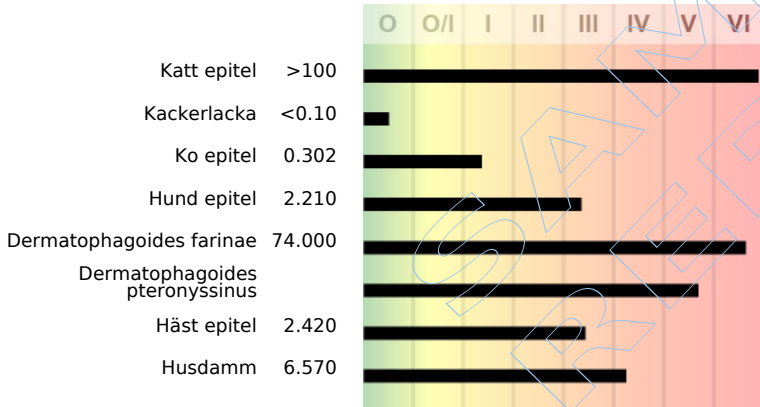 O O/I I II III IV V VI
Katt epitel >100
Kackerlacka <0.10
Ko epitel 0.302
Hund epitel 2.210
Dermatophagoides farinae 74.000
Dermatophagoides
pteronyssinus
Häst epitel 2.420
Husdamm 6.570